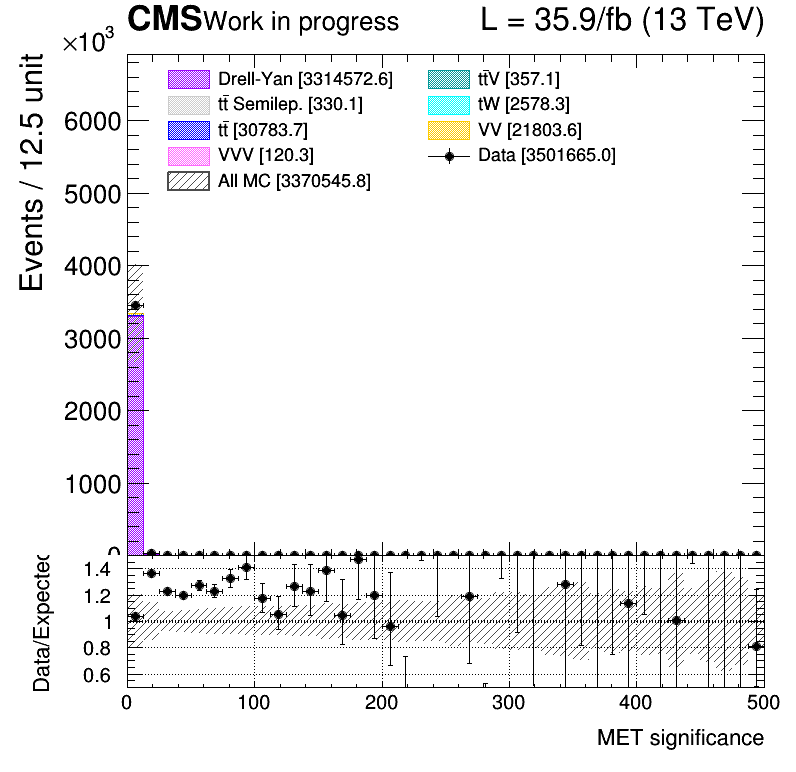 CMS Work in progress L = 35.9/fb (13 TeV)
×10³
Drell-Yan [3314572.6]
tt̄ Semilep. [330.1]
tt̄ [30783.7]
VVV [120.3]
All MC [3370545.8]
tt̄V [357.1]
tW [2578.3]
VV [21803.6]
Data [3501665.0]
Events / 12.5 unit
6000
5000
4000
3000
2000
1000
0
Data/Expected
1.4
1.2
1
0.8
0.6
0 100 200 300 400 500
MET significance